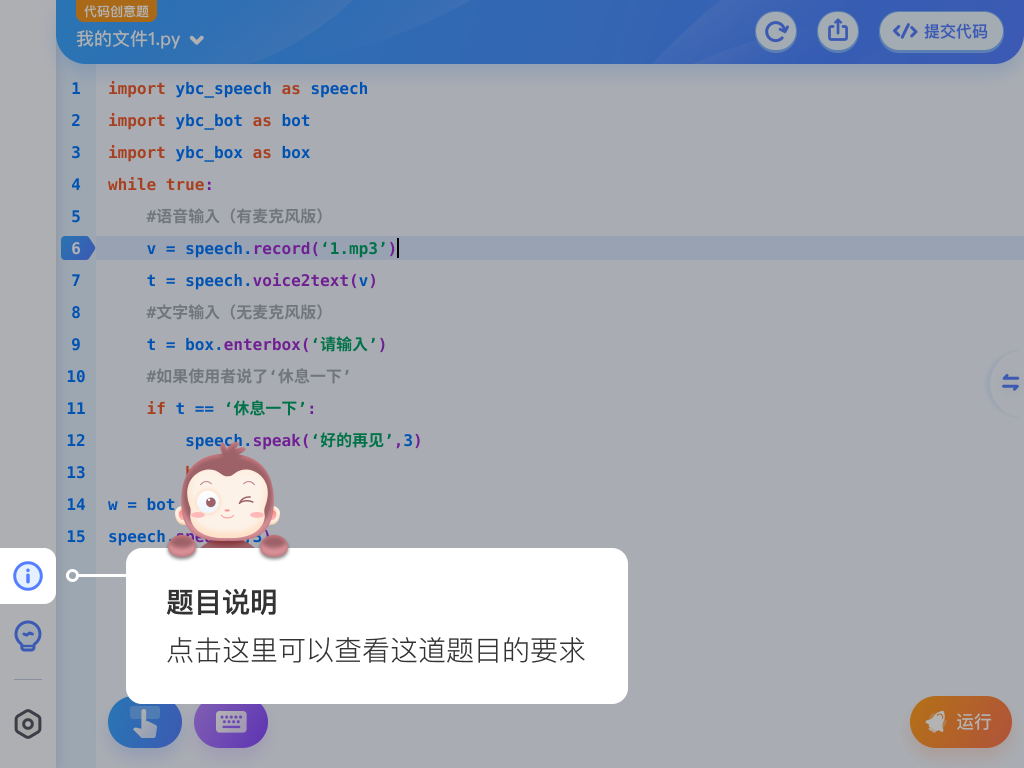 代码创意题
我的文件1.py
提交代码
1 import ybc_speech as speech
2 import ybc_bot as bot
3 import ybc_box as box
4 while true:
5 #语音输入（有麦克风版）
6 v = speech.record(‘1.mp3’)
7 t = speech.voice2text(v)
8 #文字输入（无麦克风版）
9 t = box.enterbox(‘请输入’)
10 #如果使用者说了‘休息一下’
11 if t == ‘休息一下’:
12 speech.speak(‘好的再见’,3)
13
14 w = bot
15 speech.
题目说明
点击这里可以查看这道题目的要求
运行